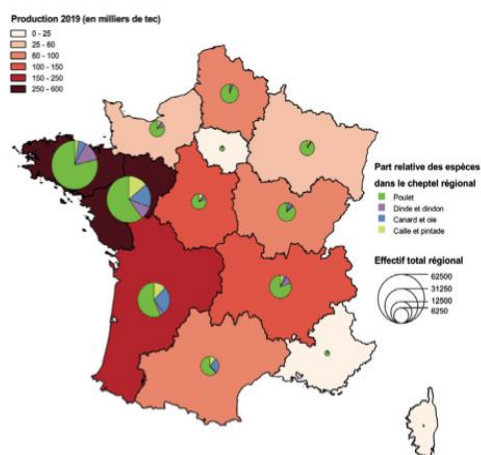 Production 2019 (en milliers de tec)
0 - 25
25 - 60
60 - 100
100 - 150
150 - 250
250 - 600
Part relative des espèces
dans le cheptel régional
Poulet
Dinde et dindon
Canard et oie
Caille et pintade
Effectif total régional
62500
31250
12500
6250